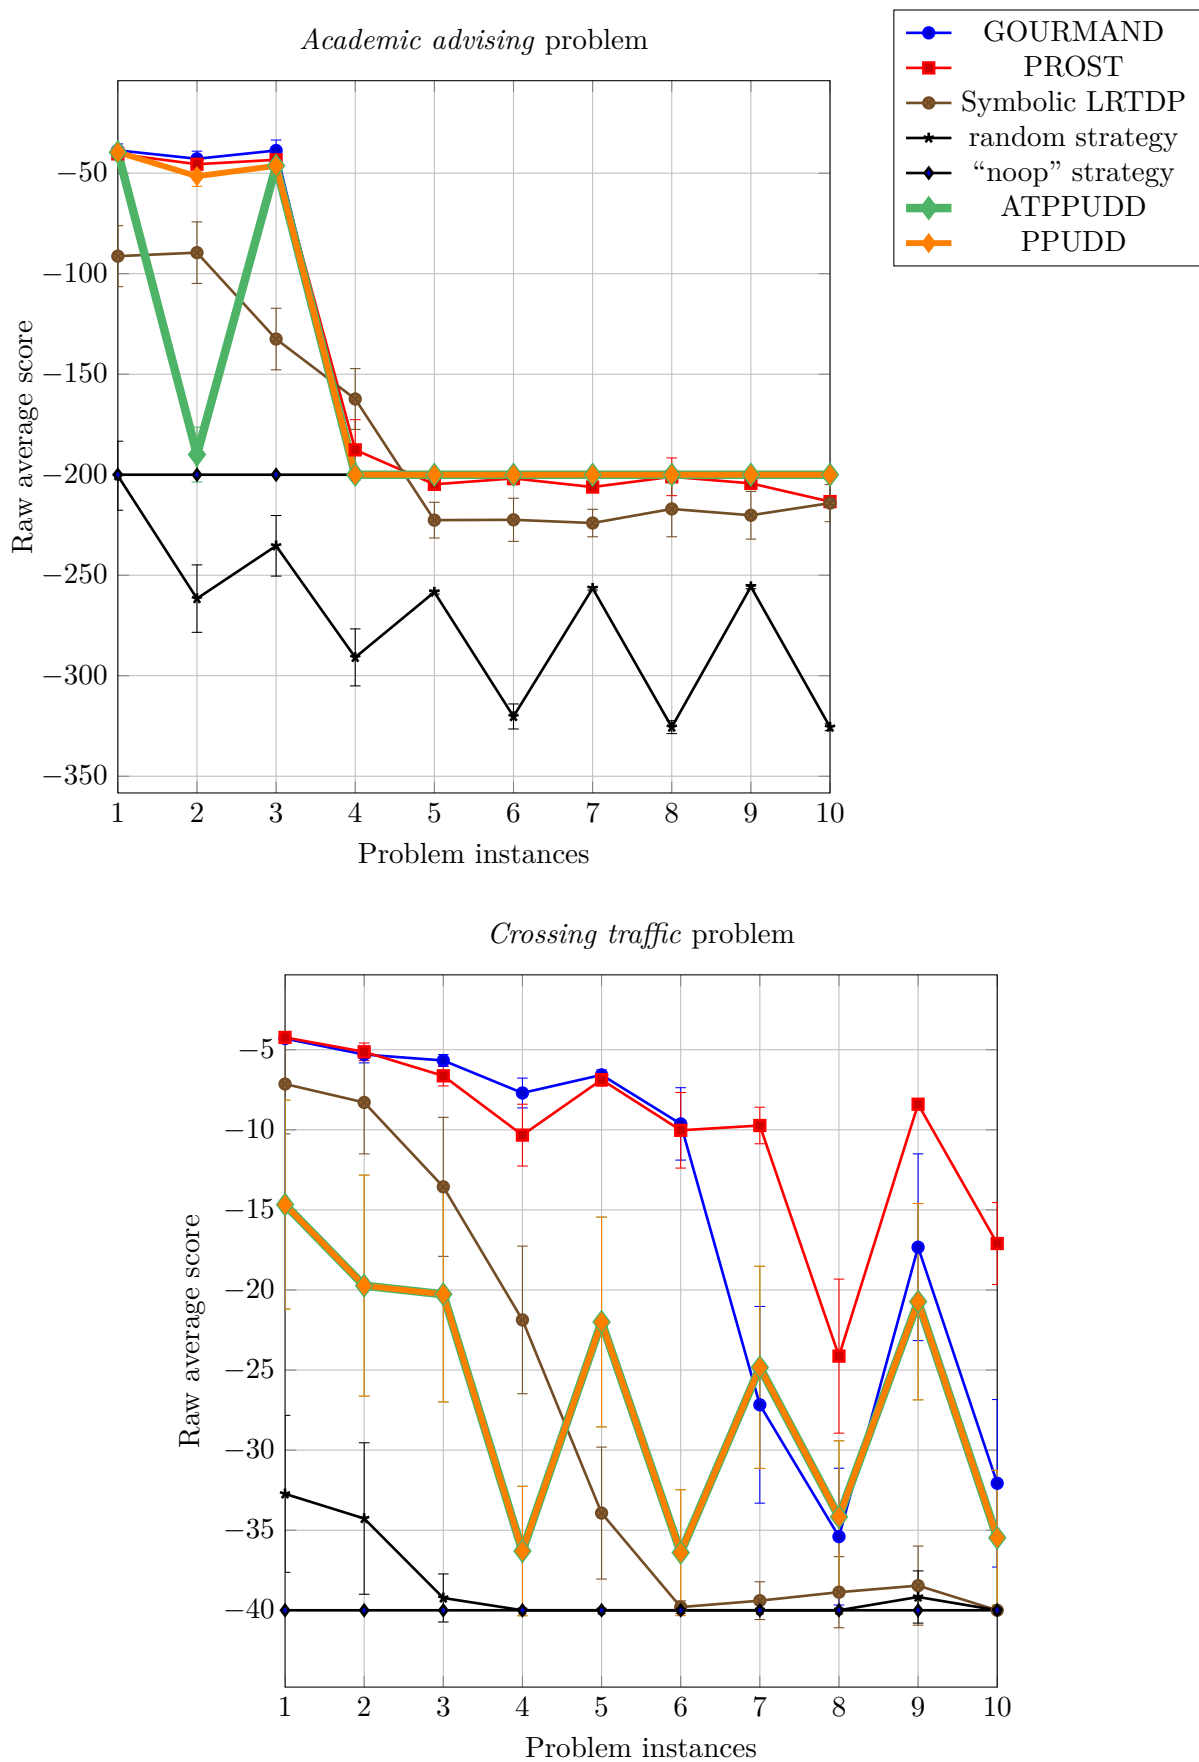 Academic advising problem
GOURMAND
PROST
Symbolic LRTDP
random strategy
“noop” strategy
ATPPUDD
PPUDD
−50
−100
−150
−200
−250
−300
−350
Raw average score
1 2 3 4 5 6 7 8 9 10
Problem instances
Crossing traffic problem
−5
−10
−15
−20
−25
−30
−35
−40
Raw average score
1 2 3 4 5 6 7 8 9 10
Problem instances